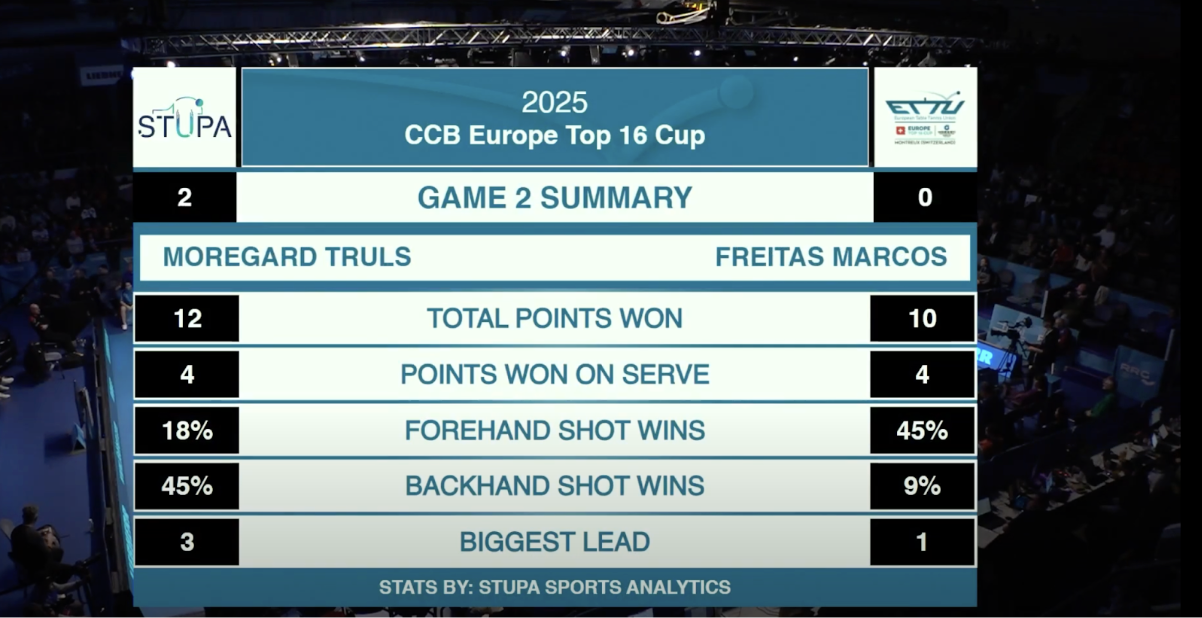 STUPA
2025
CCB Europe Top 16 Cup
ETTU
European Table Tennis Union
EUROPE
TOP 16 CUP
MONTREUX SWITZERLAND
2 GAME 2 SUMMARY 0
MOREGARD TRULS FREITAS MARCOS
12 TOTAL POINTS WON 10
4 POINTS WON ON SERVE 4
18% FOREHAND SHOT WINS 45%
45% BACKHAND SHOT WINS 9%
3 BIGGEST LEAD 1
STATS BY: STUPA SPORTS ANALYTICS